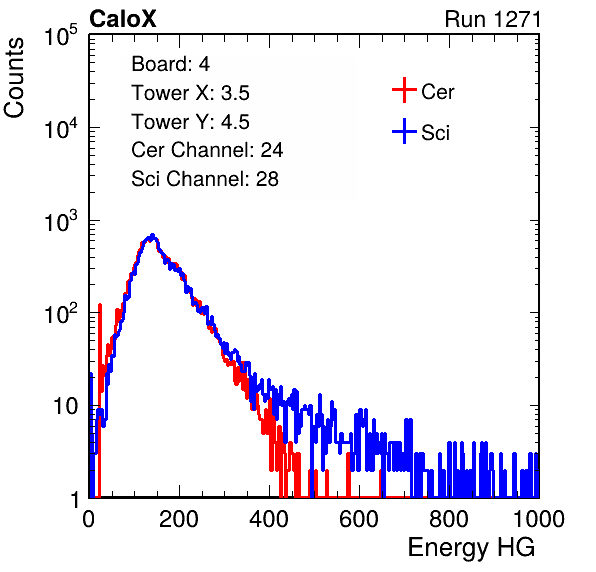 CaloX Run 1271
Counts
Board: 4
Tower X: 3.5
Tower Y: 4.5
Cer Channel: 24
Sci Channel: 28
Cer
Sci
10^5
10^4
10^3
10^2
10
1
0 200 400 600 800 1000
Energy HG